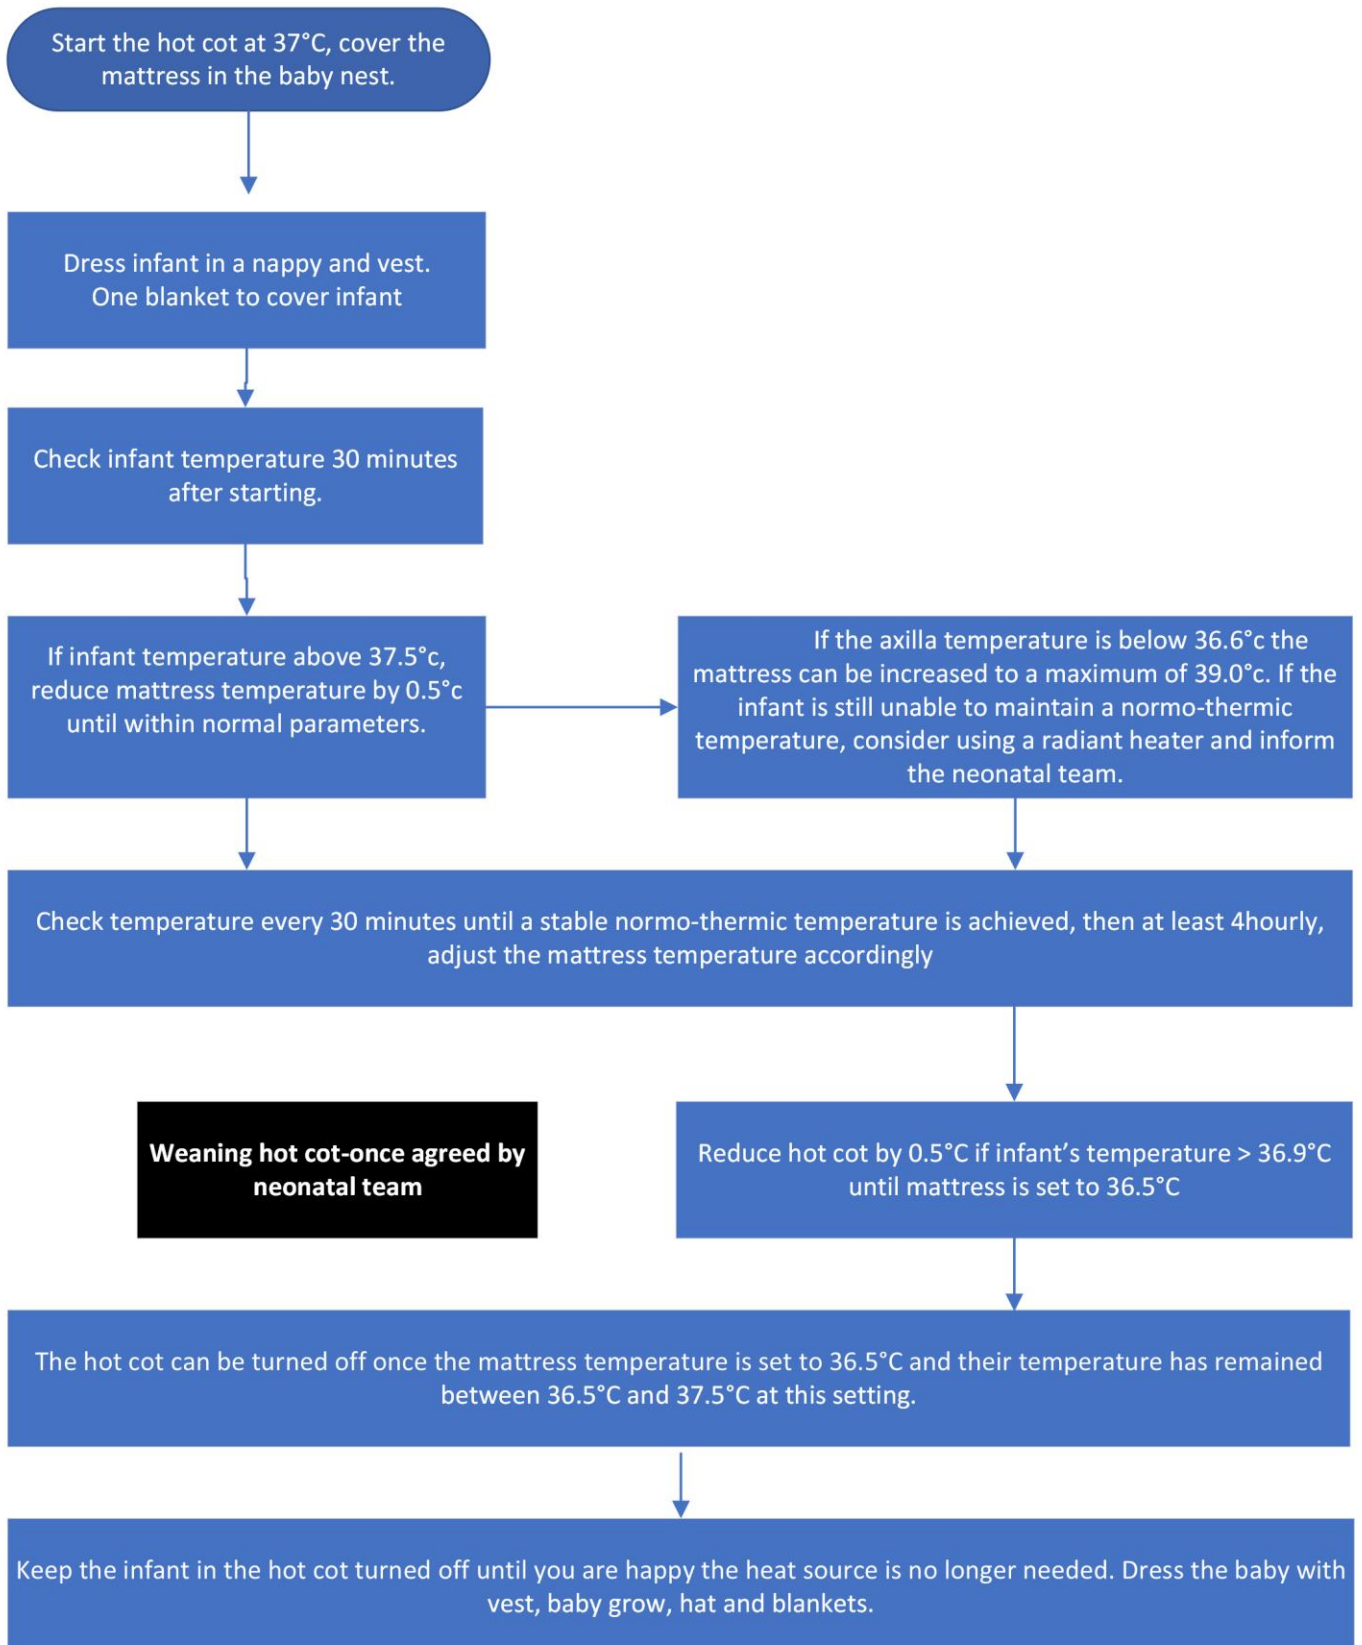 Start the hot cot at 37°C, cover the
mattress in the baby nest.
Dress infant in a nappy and vest.
One blanket to cover infant
Check infant temperature 30 minutes
after starting.
If infant temperature above 37.5°c,
reduce mattress temperature by 0.5°c
until within normal parameters.
If the axilla temperature is below 36.6°c the
mattress can be increased to a maximum of 39.0°c. If the
infant is still unable to maintain a normo-thermic
temperature, consider using a radiant heater and inform
the neonatal team.
Check temperature every 30 minutes until a stable normo-thermic temperature is achieved, then at least 4hourly,
adjust the mattress temperature accordingly
Weaning hot cot-once agreed by
neonatal team
Reduce hot cot by 0.5°C if infant’s temperature > 36.9°C
until mattress is set to 36.5°C
The hot cot can be turned off once the mattress temperature is set to 36.5°C and their temperature has remained
between 36.5°C and 37.5°C at this setting.
Keep the infant in the hot cot turned off until you are happy the heat source is no longer needed. Dress the baby with
vest, baby grow, hat and blankets.